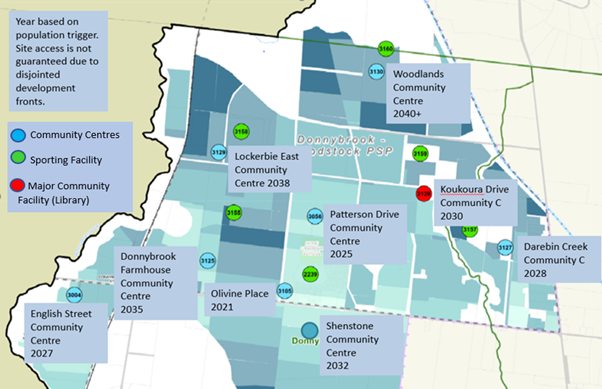 Year based on
population trigger.
Site access is not
guaranteed due to
disjointed
development
fronts.
Community Centres
Sporting Facility
Major Community
Facility (Library)
3160
3130
Woodlands
Community
Centre
2040+
3158
3129
Lockerbie East
Community
Centre 2038
Donnybrook -
odstock PSP
3159
Koukoura Drive
Community C
2030
3155
3056
Patterson Drive
Community
Centre
2025
3157
3127
Darebin Creek
Community C
2028
Donnybrook
Farmhouse
Community
Centre
2035
3125
2239
Olivine Place
2021
3105
3004
English Street
Community
Centre
2027
Donny
Shenstone
Community
Centre
2032